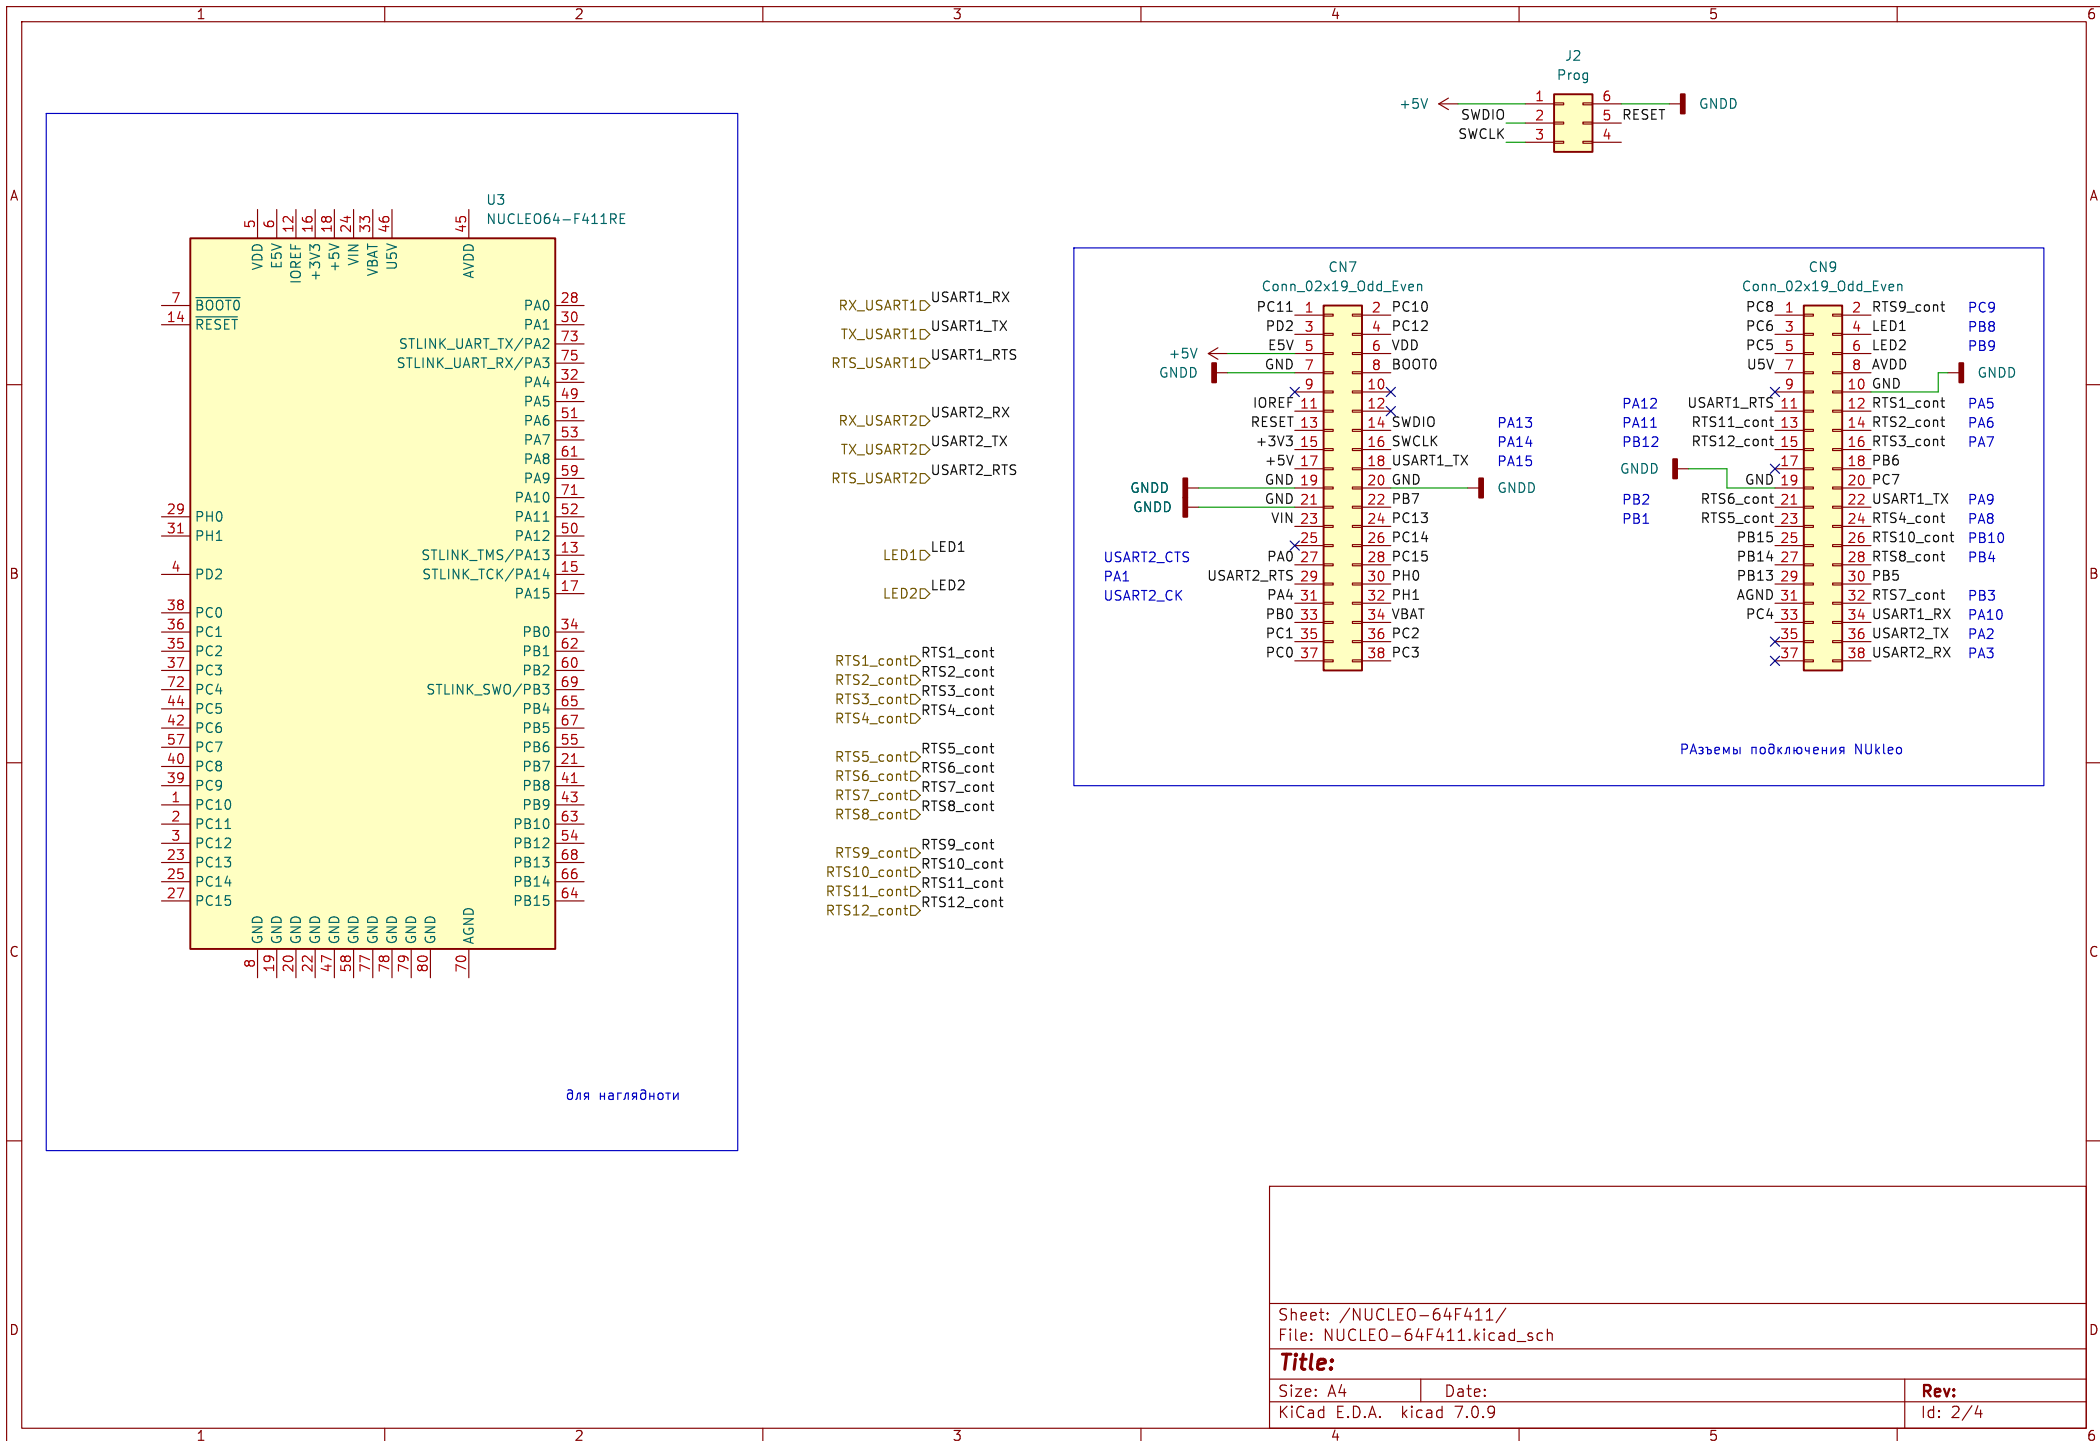 1 2 3 4 5 6
A
B
C
D
U3
NUCLEO64-F411RE
5 6 12 16 18 24 33 46 45
VDD E5V IOREF +3V3 +5V VIN VBAT U5V AVDD
7 BOOT0
14 RESET
29 PH0
31 PH1
4 PD2
38 PC0
36 PC1
35 PC2
37 PC3
72 PC4
44 PC5
42 PC6
57 PC7
40 PC8
39 PC9
1 PC10
2 PC11
3 PC12
23 PC13
25 PC14
27 PC15
PA0 28
PA1 30
STLINK_UART_TX/PA2 73
STLINK_UART_RX/PA3 75
PA4 32
PA5 49
PA6 51
PA7 53
PA8 61
PA9 59
PA10 71
PA11 52
PA12 50
STLINK_TMS/PA13 13
STLINK_TCK/PA14 15
PA15 17
PB0 34
PB1 62
PB2 60
STLINK_SWO/PB3 69
PB4 65
PB5 67
PB6 55
PB7 21
PB8 41
PB9 43
PB10 63
PB12 54
PB13 68
PB14 66
PB15 64
GND GND GND GND GND GND GND GND GND GND AGND
8 19 20 22 47 58 77 78 79 80 70
для наглядноти
RX_USART1 USART1_RX
TX_USART1 USART1_TX
RTS_USART1 USART1_RTS
RX_USART2 USART2_RX
TX_USART2 USART2_TX
RTS_USART2 USART2_RTS
LED1 LED1
LED2 LED2
RTS1_cont RTS1_cont
RTS2_cont RTS2_cont
RTS3_cont RTS3_cont
RTS4_cont RTS4_cont
RTS5_cont RTS5_cont
RTS6_cont RTS6_cont
RTS7_cont RTS7_cont
RTS8_cont RTS8_cont
RTS9_cont RTS9_cont
RTS10_cont RTS10_cont
RTS11_cont RTS11_cont
RTS12_cont RTS12_cont
J2
Prog
+5V 1 6 GNDD
SWDIO 2 5 RESET
SWCLK 3 4
CN7
Conn_02x19_Odd_Even
PC11 1 2 PC10
PD2 3 4 PC12
+5V E5V 5 6 VDD
GNDD GND 7 8 BOOT0
9 10
IOREF 11 12
RESET 13 14 SWDIO PA13
+3V3 15 16 SWCLK PA14
+5V 17 18 USART1_TX PA15
GNDD GND 19 20 GND GNDD
GNDD GND 21 22 PB7
VIN 23 24 PC13
25 26 PC14
USART2_CTS PA0 27 28 PC15
PA1 USART2_RTS 29 30 PH0
USART2_CK PA4 31 32 PH1
PB0 33 34 VBAT
PC1 35 36 PC2
PC0 37 38 PC3
CN9
Conn_02x19_Odd_Even
PC8 1 2 RTS9_cont PC9
PC6 3 4 LED1 PB8
PC5 5 6 LED2 PB9
U5V 7 8 AVDD
9 10 GND GNDD
PA12 USART1_RTS 11 12 RTS1_cont PA5
PA11 RTS11_cont 13 14 RTS2_cont PA6
PB12 RTS12_cont 15 16 RTS3_cont PA7
17 18 PB6
GNDD GND 19 20 PC7
PB2 RTS6_cont 21 22 USART1_TX PA9
PB1 RTS5_cont 23 24 RTS4_cont PA8
PB15 25 26 RTS10_cont PB10
PB14 27 28 RTS8_cont PB4
PB13 29 30 PB5
AGND 31 32 RTS7_cont PB3
PC4 33 34 USART1_RX PA10
35 36 USART2_TX PA2
37 38 USART2_RX PA3
РАзъемы подключения NUkleo
Sheet: /NUCLEO-64F411/
File: NUCLEO-64F411.kicad_sch
Title:
Size: A4 Date: Rev:
KiCad E.D.A. kicad 7.0.9 Id: 2/4
A
B
C
D
1 2 3 4 5 6